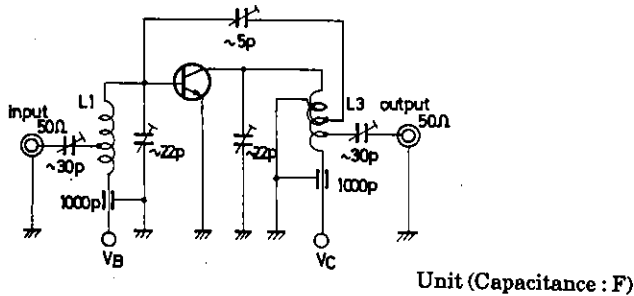 ~5p
L1
L3
input
50Ω
output
50Ω
~22p
~22p
~30p
~30p
1000p
1000p
VB
VC
Unit (Capacitance : F)